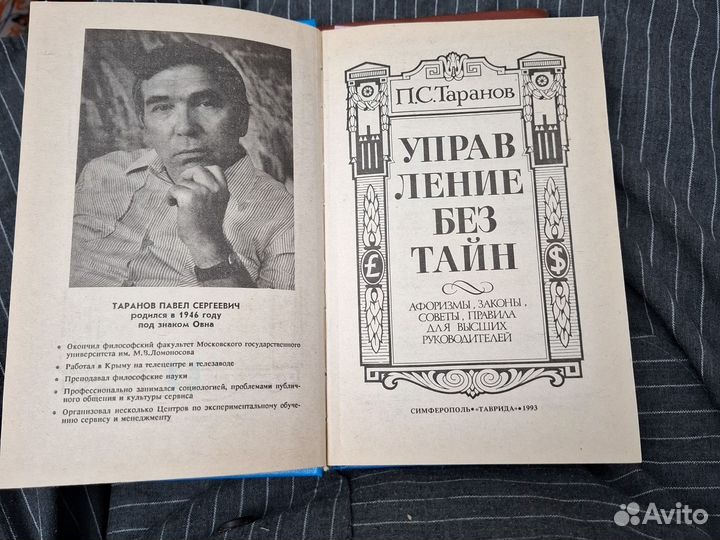 ТАРАНОВ ПАВЕЛ СЕРГЕЕВИЧ
родился в 1946 году
под знаком Овна
• Окончил философский факультет Московского государственного
университета им. М.В.Ломоносова
• Работал в Крыму на телецентре и телезаводе
• Преподавал философские науки
• Профессионально занимался социологией, проблемами публич-
ного общения и культуры сервиса
• Организовал несколько Центров по экспериментальному обуче-
нию сервису и менеджменту
П.С.Таранов
УПРАВ
ЛЕНИЕ
БЕЗ
ТАЙН
£
$
АФОРИЗМЫ, ЗАКОНЫ,
СОВЕТЫ, ПРАВИЛА
ДЛЯ ВЫСШИХ
РУКОВОДИТЕЛЕЙ
СИМФЕРОПОЛЬ•«ТАВРИДА»•1993
Avito